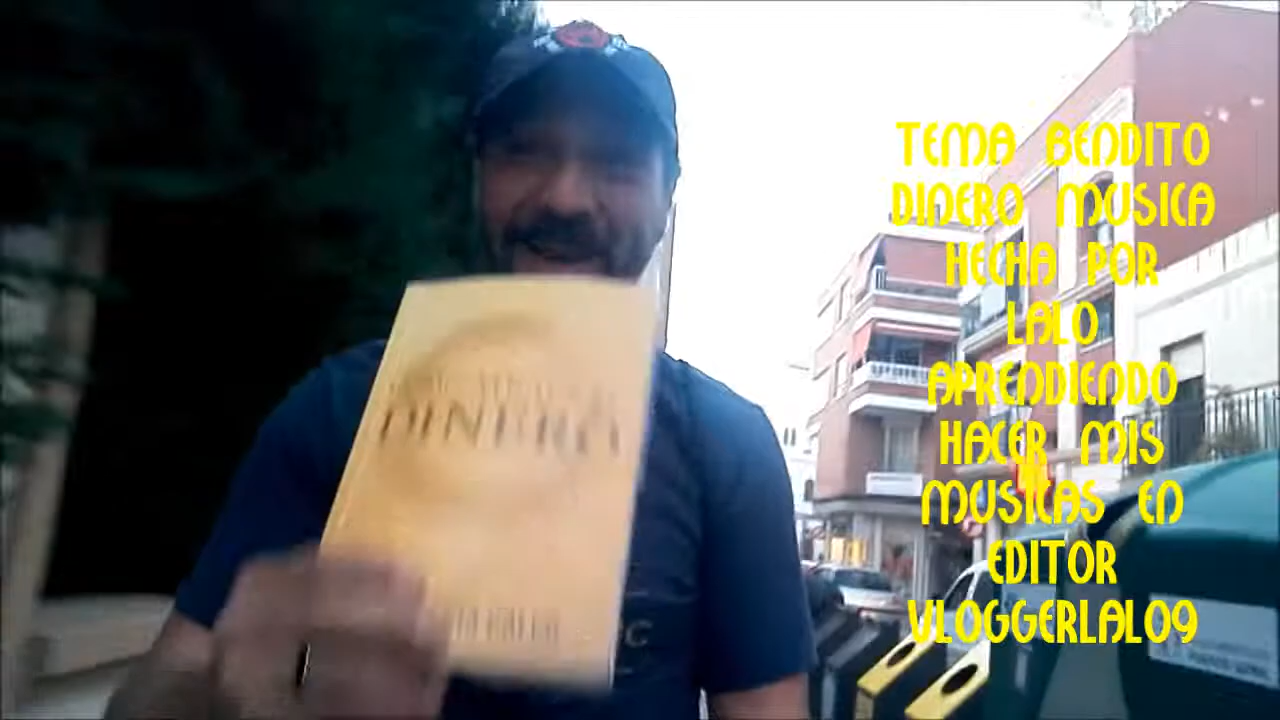 TEMA BENDITO
DINERO MUSICA
HECHA POR
LALO
APRENDIENDO
HACER MIS
MUSICAS EN
EDITOR
VLOGGERLALO9
DINERO